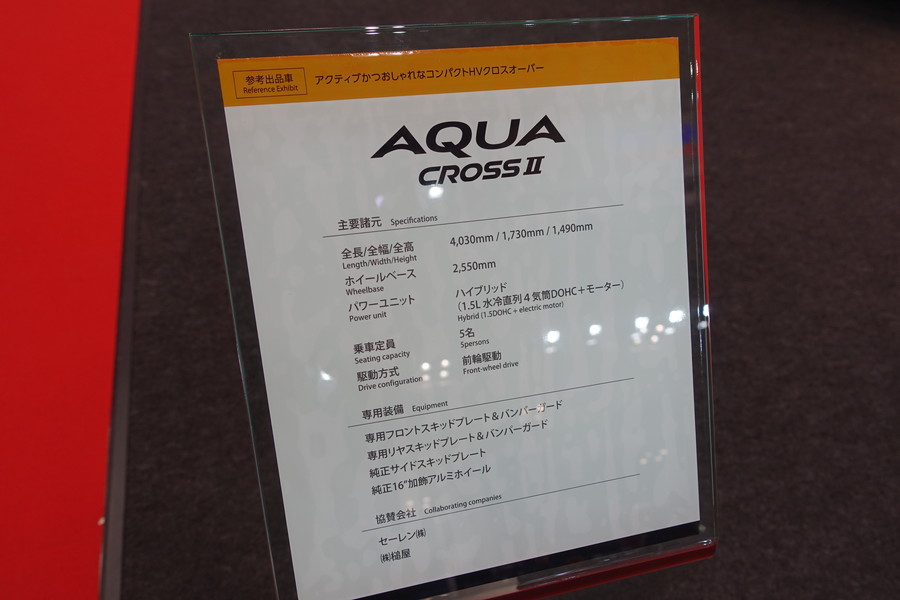 参考出品車
Reference Exhibit
アクティブかつおしゃれなコンパクトHVクロスオーバー
AQUA
CROSS II
主要諸元 Specifications
全長/全幅/全高 4,030mm / 1,730mm / 1,490mm
Length/Width/Height
ホイールベース 2,550mm
Wheelbase
パワーユニット ハイブリッド
Power unit （1.5L 水冷直列４気筒DOHC＋モーター）
Hybrid (1.5DOHC + electric motor)
乗車定員 5名
Seating capacity 5persons
駆動方式 前輪駆動
Drive configuration Front-wheel drive
専用装備 Equipment
専用フロントスキッドプレート＆バンパーガード
専用リヤスキッドプレート＆バンパーガード
純正サイドスキッドプレート
純正16”加飾アルミホイール
協賛会社 Collaborating companies
セーレン㈱
㈱槌屋